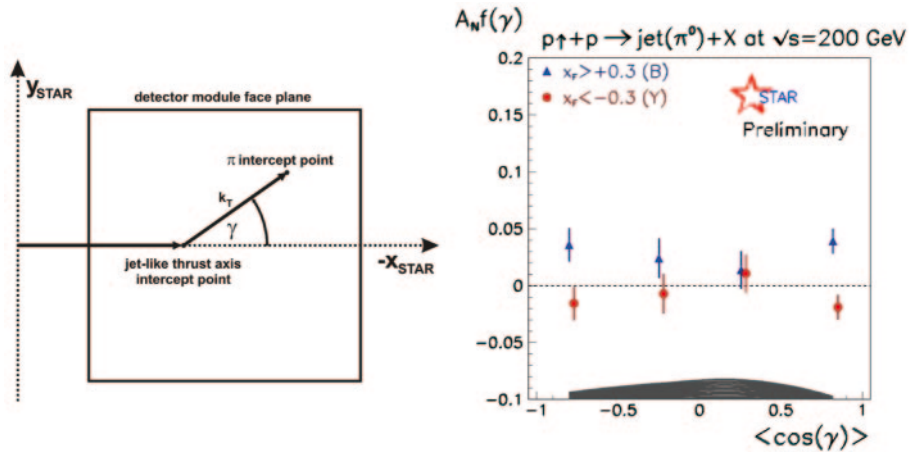 y_STAR
detector module face plane
π intercept point
k_T
γ
jet-like thrust axis
intercept point
-x_STAR
A_N f(γ)
p↑+p → jet(π⁰)+X at √s=200 GeV
0.2
▲ x_F>+0.3 (B)
● x_F<−0.3 (Y)
STAR
Preliminary
0.15
0.1
0.05
0
-0.05
-0.1
-1 -0.5 0 0.5 1
<cos(γ)>